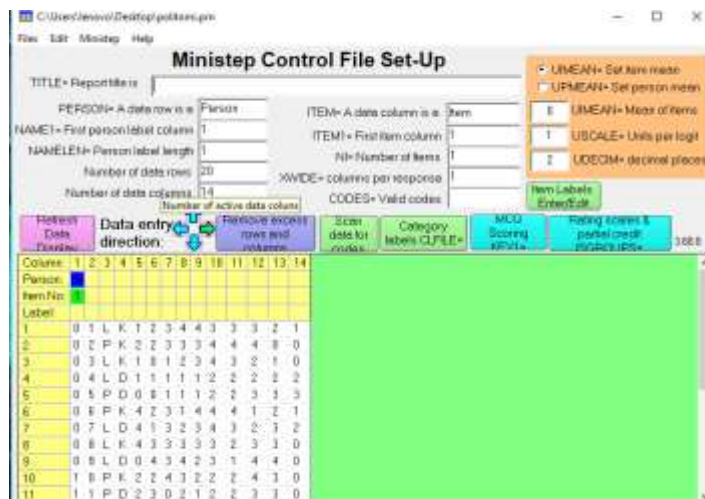 C:\Users\lenovo\Desktop\politomi.prn
Files Edit Ministep Help
Ministep Control File Set-Up
TITLE= Report title is
PERSON= A data row is a: Person
NAME1= First person label column 1
NAMELEN= Person label length 1
Number of data rows 20
Number of data columns 14
Number of active data colums
ITEM= A data column is a: Item
ITEM1= First item column 1
NI= Number of Items 1
XWIDE= columns per response 1
CODES= Valid codes
UIMEAN= Set item mean
UPMEAN= Set person mean
0 UIMEAN= Mean of items
1 USCALE= Units per logit
2 UDECIM= decimal places
Item Labels
Enter/Edit
Refresh
Data
Display
Data entry
direction:
Remove excess
rows and
columns
Scan
data for
codes
Category
labels CLFILE=
MCQ
Scoring
KEY1=
Rating scales &
partial credit
ISGROUPS=
Column: 1 2 3 4 5 6 7 8 9 10 11 12 13 14
Person:
Item No: 1
Label:
1 0 1 L K 1 2 3 4 4 3 3 3 2 1
2 0 2 P K 2 2 3 3 3 4 4 4 0
3 0 3 L K 1 1 2 3 4 3 2 1 0
4 0 4 L D 1 1 1 1 1 2 2 2 2 2
5 0 5 P D 0 1 1 1 2 2 3 3 3
6 0 6 P K 4 2 3 1 4 4 4 1 2 1
7 0 7 L D 4 1 3 2 3 4 3 2 3 2
8 0 8 L K 4 3 3 3 3 3 2 3 3 0
9 0 9 L D 0 4 3 4 2 3 1 4 4 0
10 1 0 P K 2 2 4 3 2 2 2 4 3 0
11 1 1 P D 2 3 0 2 1 2 2 3 3 0